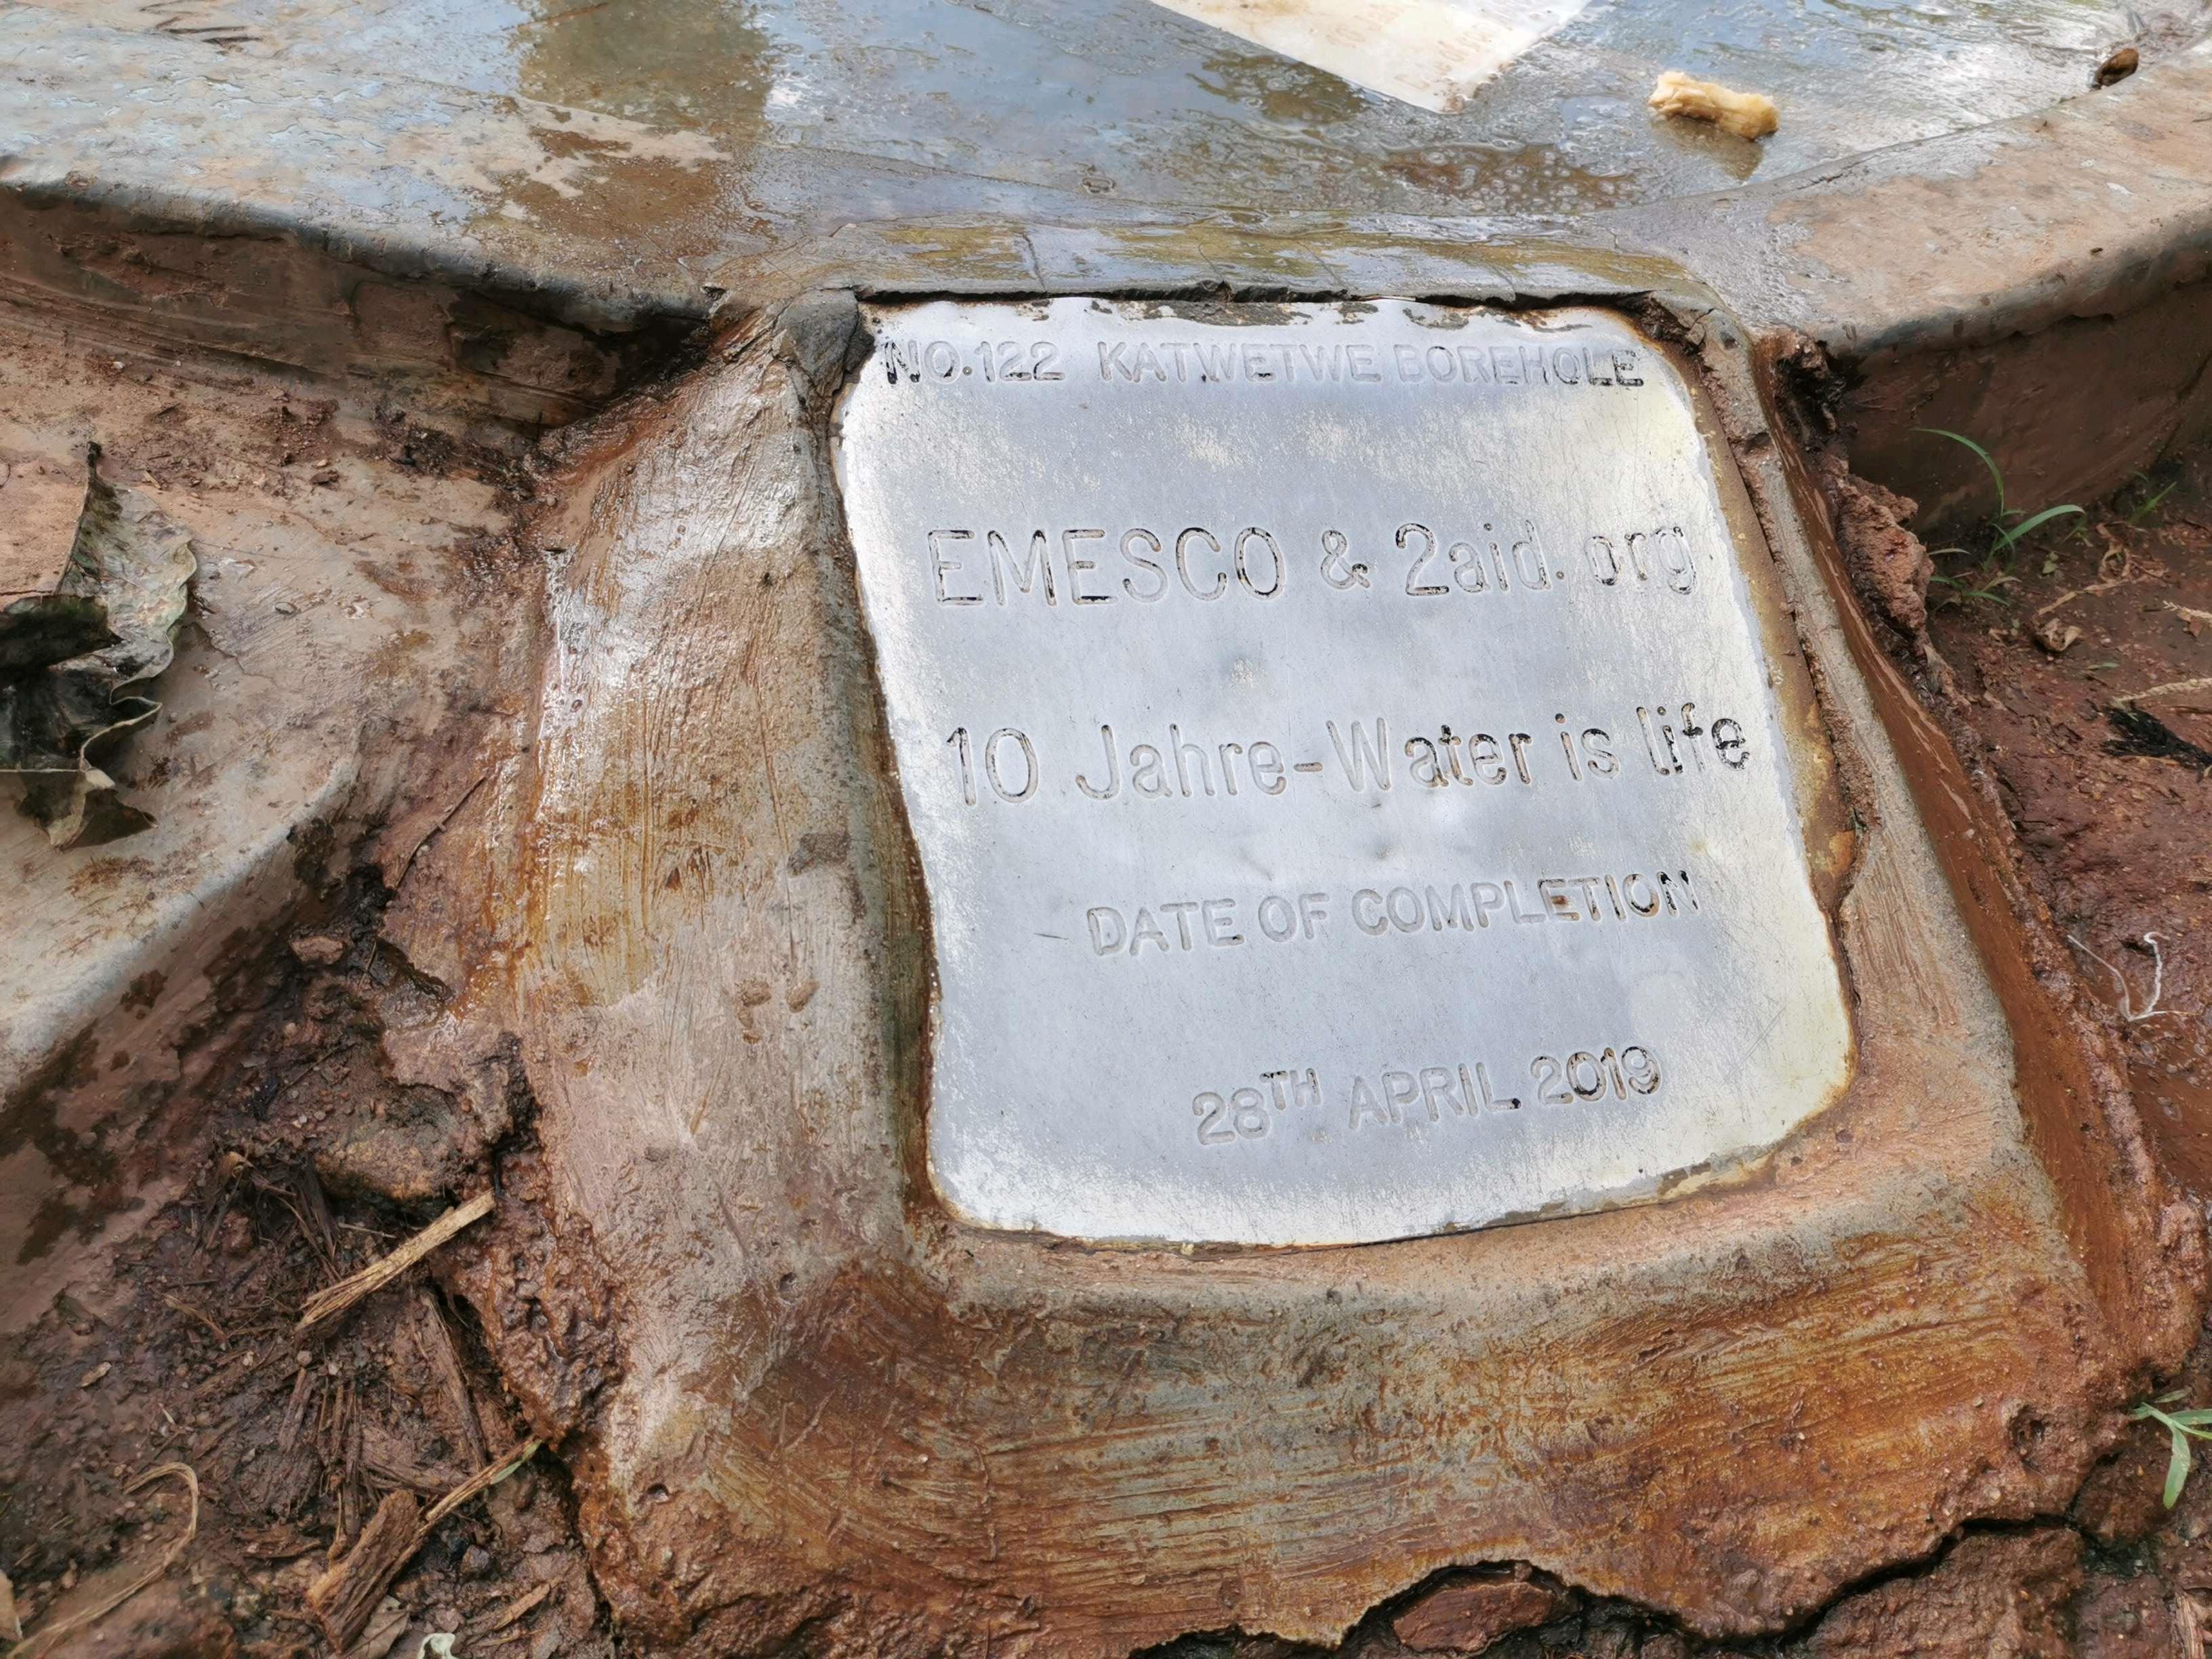 NO.122 KATWETWE BOREHOLE
EMESCO & 2aid.org
10 Jahre-Water is life
DATE OF COMPLETION
28TH APRIL 2019